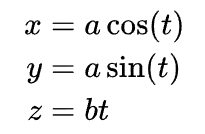 x = a cos(t)
y = a sin(t)
z = bt